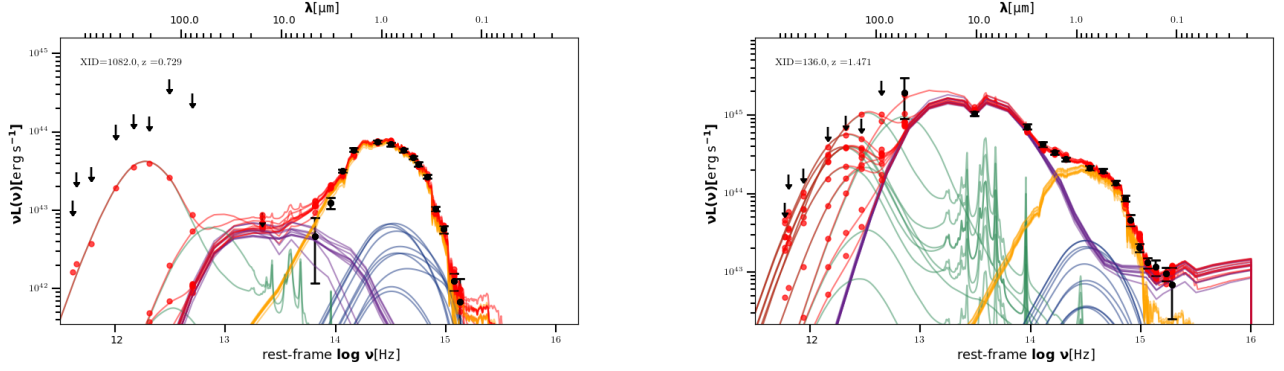 λ[μm]
100.0 10.0 1.0 0.1
10⁴⁵
XID=1082.0, z =0.729
10⁴⁴
10⁴³
10⁴²
νL(ν)[erg s⁻¹]
12 13 14 15 16
rest-frame log ν[Hz]
λ[μm]
100.0 10.0 1.0 0.1
XID=136.0, z =1.471
10⁴⁵
10⁴⁴
10⁴³
νL(ν)[erg s⁻¹]
12 13 14 15 16
rest-frame log ν[Hz]